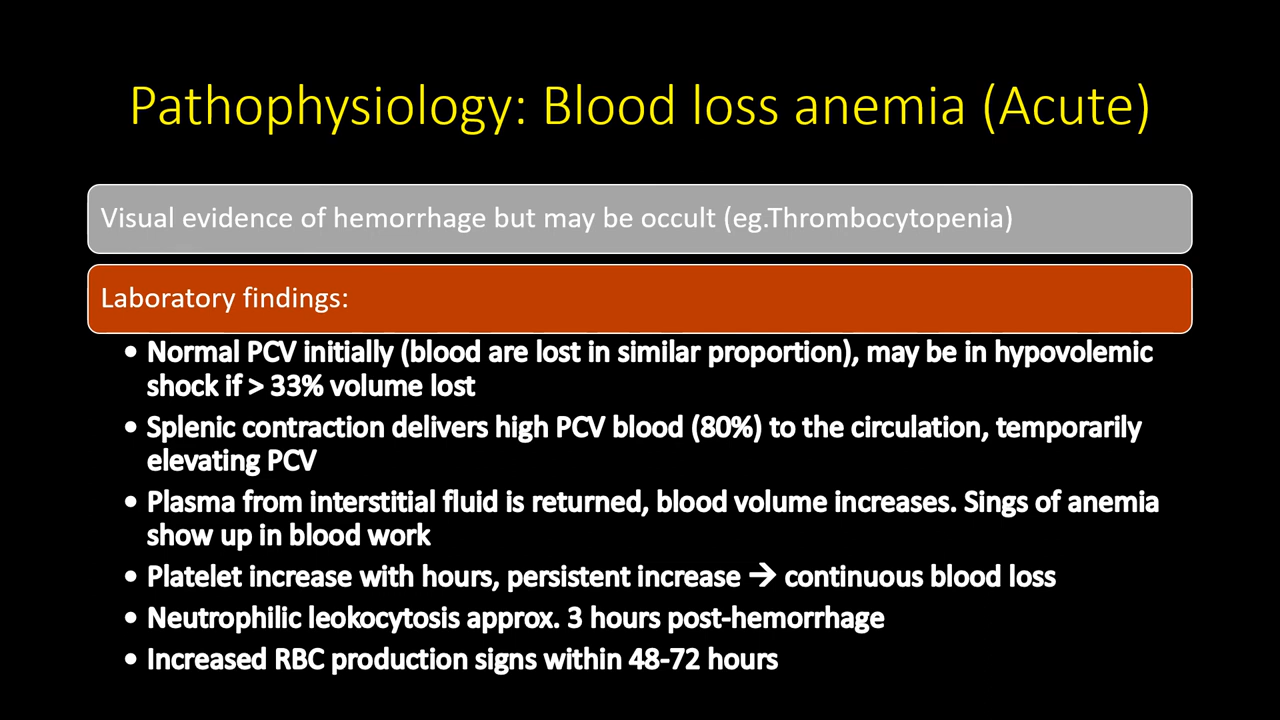 Pathophysiology: Blood loss anemia (Acute)
Visual evidence of hemorrhage but may be occult (eg.Thrombocytopenia)
Laboratory findings:
• Normal PCV initially (blood are lost in similar proportion), may be in hypovolemic
shock if > 33% volume lost
• Splenic contraction delivers high PCV blood (80%) to the circulation, temporarily
elevating PCV
• Plasma from interstitial fluid is returned, blood volume increases. Sings of anemia
show up in blood work
• Platelet increase with hours, persistent increase → continuous blood loss
• Neutrophilic leokocytosis approx. 3 hours post-hemorrhage
• Increased RBC production signs within 48-72 hours